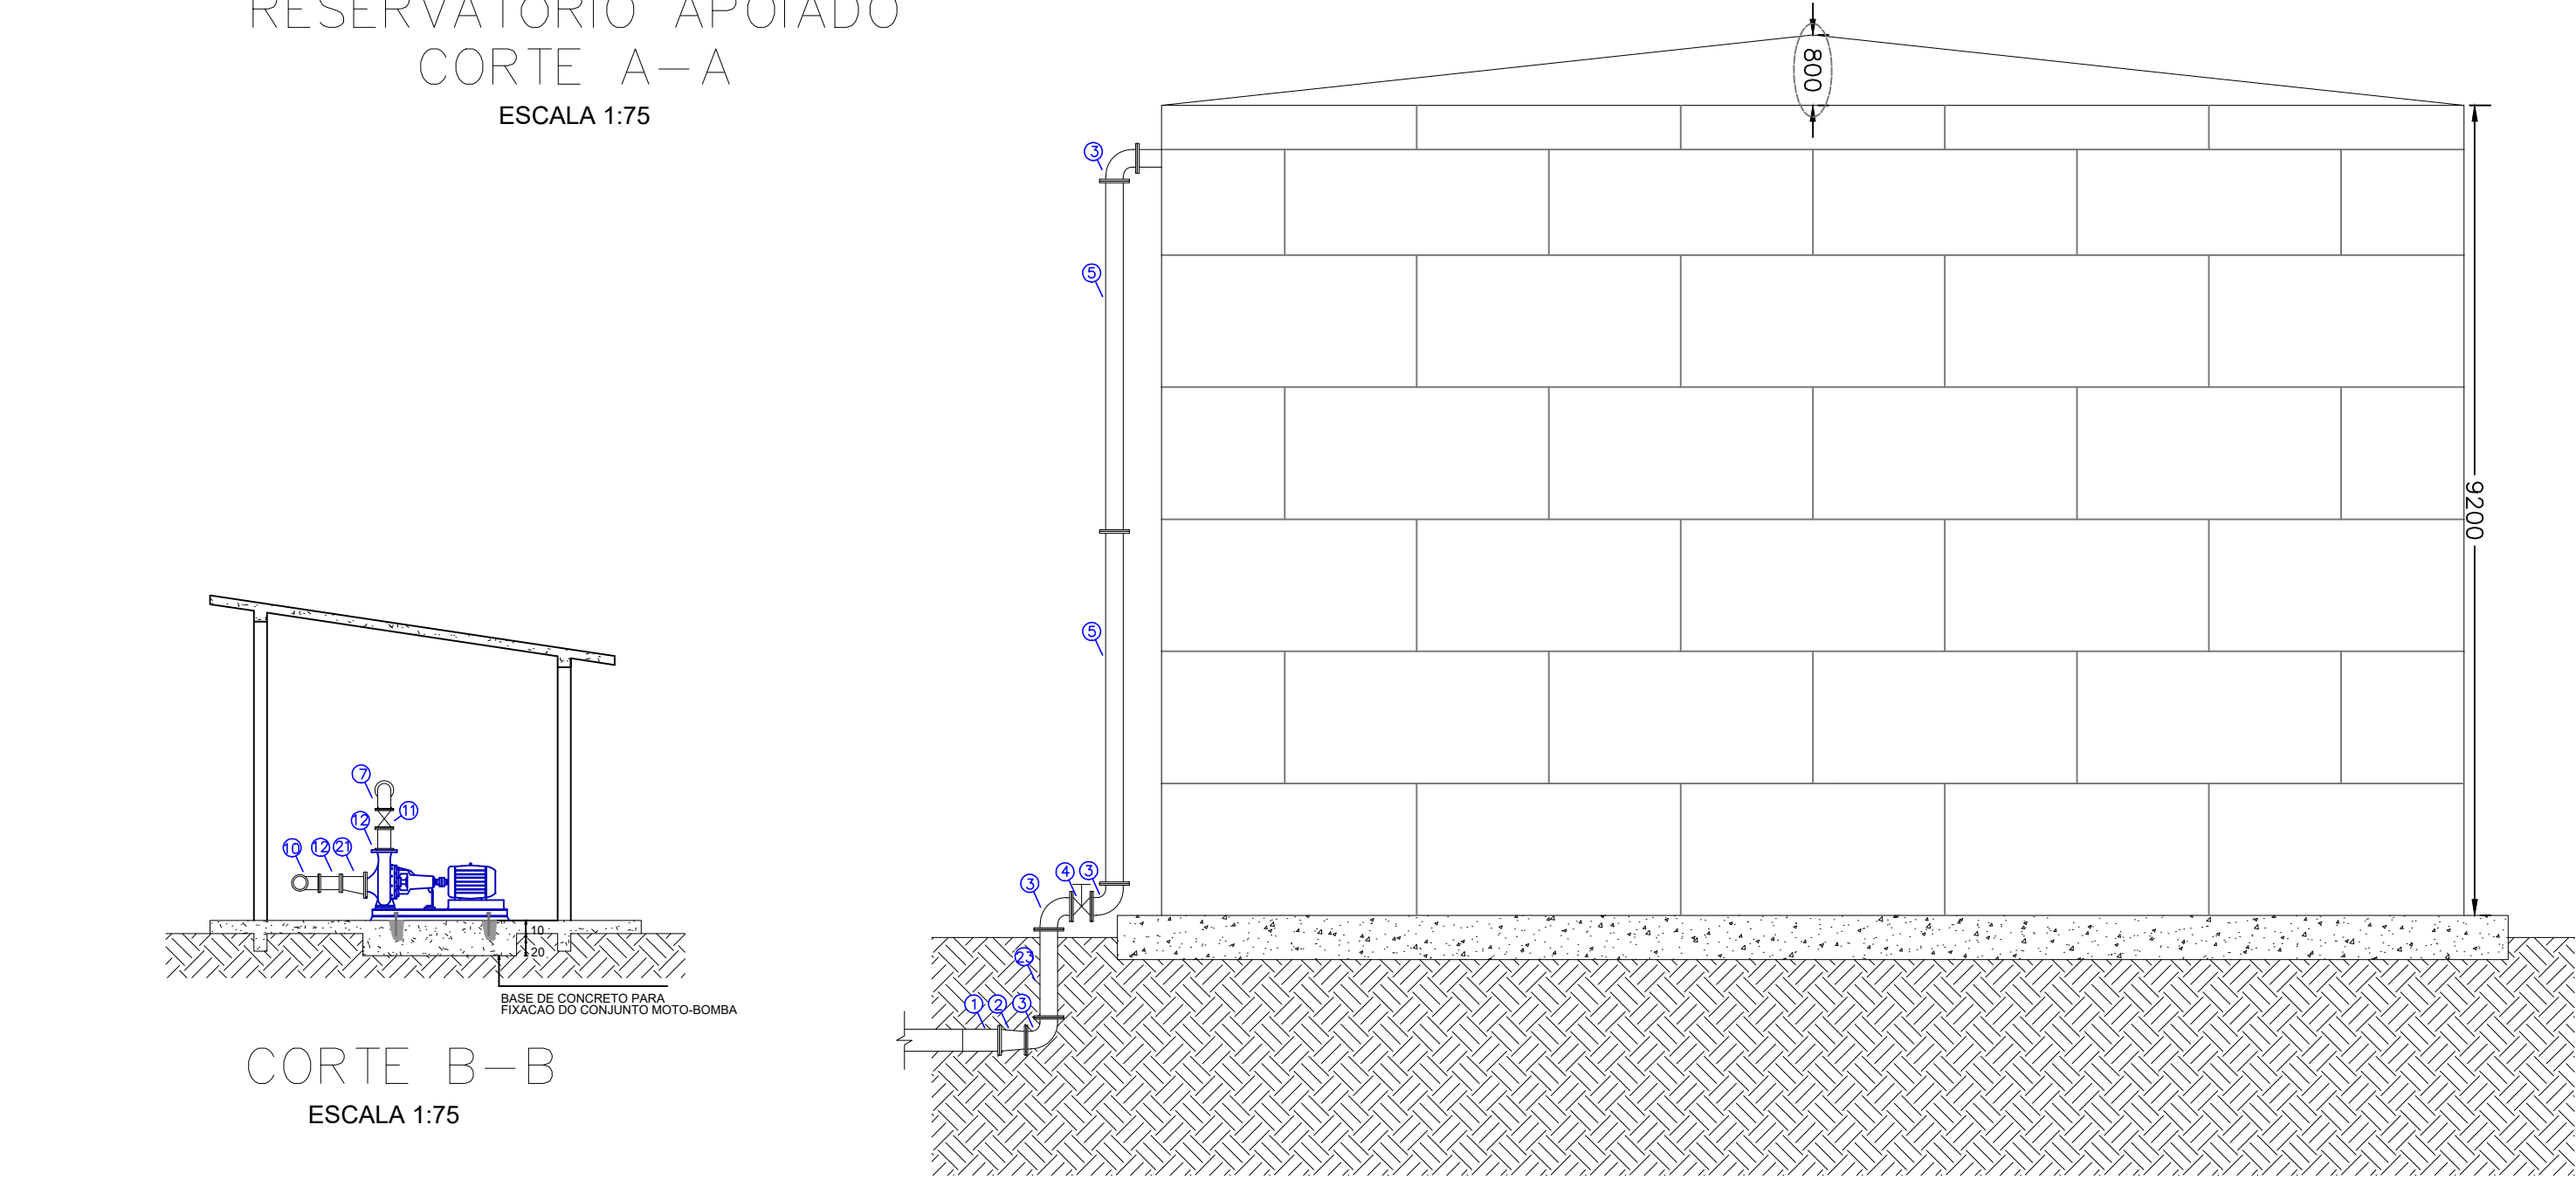 RESERVATORIO APOIADO
CORTE A-A
ESCALA 1:75
800
3
5
9200
5
7
11
12
10
12
21
3
4
3
10
20
23
1
2
3
BASE DE CONCRETO PARA
FIXACAO DO CONJUNTO MOTO-BOMBA
CORTE B-B
ESCALA 1:75